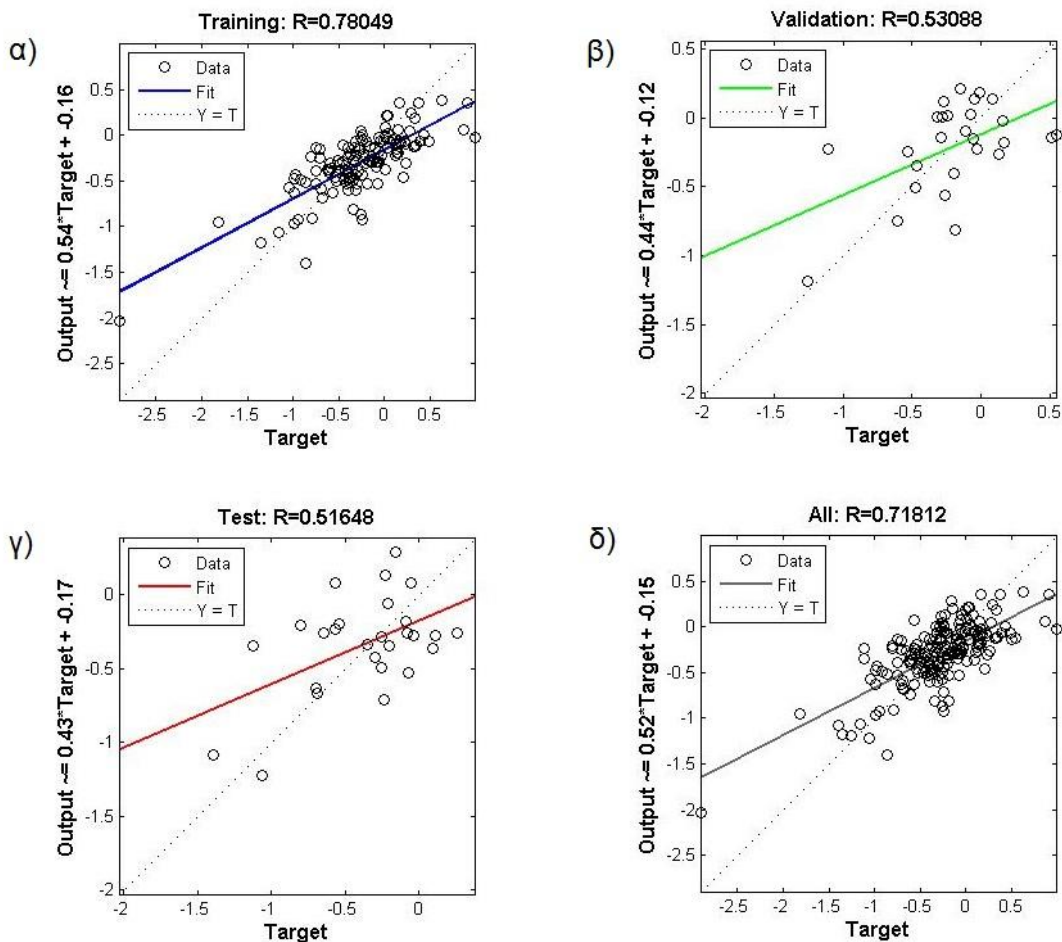 α)
Training: R=0.78049
Data
Fit
Y = T
Output ~= 0.54*Target + -0.16
0.5
0
-0.5
-1
-1.5
-2
-2.5
-2.5 -2 -1.5 -1 -0.5 0 0.5
Target
β)
Validation: R=0.53088
Data
Fit
Y = T
Output ~= 0.44*Target + -0.12
0.5
0
-0.5
-1
-1.5
-2
-2 -1.5 -1 -0.5 0 0.5
Target
γ)
Test: R=0.51648
Data
Fit
Y = T
Output ~= 0.43*Target + -0.17
0
-0.5
-1
-1.5
-2
-2 -1.5 -1 -0.5 0
Target
δ)
All: R=0.71812
Data
Fit
Y = T
Output ~= 0.52*Target + -0.15
0.5
0
-0.5
-1
-1.5
-2
-2.5
-2.5 -2 -1.5 -1 -0.5 0 0.5
Target